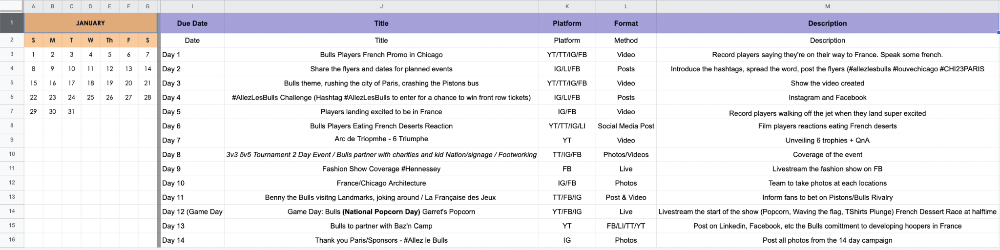 A B C D E F G I J K L M
1 JANUARY Due Date Title Platform Format Description
2 S M T W Th F S Date Title Platform Method Description
3 1 2 3 4 5 6 7 Day 1 Bulls Players French Promo in Chicago YT/TT/IG/FB Video Record players saying they're on their way to France. Speak some french.
4 8 9 10 11 12 13 14 Day 2 Share the flyers and dates for planned events IG/LI/FB Posts Introduce the hashtags, spread the word, post the flyers (#allezlesbulls #louvechicago #CHI23PARIS
5 15 16 17 18 19 20 21 Day 3 Bulls theme, rushing the city of Paris, crashing the Pistons bus YT/TT/IG/FB Video Show the video created
6 22 23 24 25 26 27 28 Day 4 #AllezLesBulls Challenge (Hashtag #AllezLesBulls to enter for a chance to win front row tickets) IG/LI/FB Posts Instagram and Facebook
7 29 30 31 Day 5 Players landing excited to be in France IG/FB Video Record players walking off the jet when they land super excited
8 Day 6 Bulls Players Eating French Deserts Reaction YT/TT/IG/LI Social Media Post Film players reactions eating French deserts
9 Day 7 Arc de Triopmhe - 6 Triumphe YT Video Unveiling 6 trophies + QnA
10 Day 8 3v3 5v5 Tournament 2 Day Event / Bulls partner with charities and kid Nation/signage / Footworking TT/IG/FB Photos/Videos Coverage of the event
11 Day 9 Fashion Show Coverage #Hennessey FB Live Livestream the fashion show on FB
12 Day 10 France/Chicago Architecture IG/FB Photos Team to take photos at each locations
13 Day 11 Benny the Bulls visitng Landmarks, joking around / La Française des Jeux TT/FB/IG Post & Video Inform fans to bet on Pistons/Bulls Rivalry
14 Day 12 (Game Day Game Day: Bulls (National Popcorn Day) Garret's Popcorn YT/FB/IG Live Livestream the start of the show (Popcorn, Waving the flag, TShirts Plunge) French Dessert Race at halftime
15 Day 13 Bulls to partner with Baz'n Camp YT FB/LI/TT/YT Post on Linkedin, Facebook, etc the Bulls comittment to developing hoopers in France
16 Day 14 Thank you Paris/Sponsors - #Allez le Bulls IG Photos Post all photos from the 14 day campaign